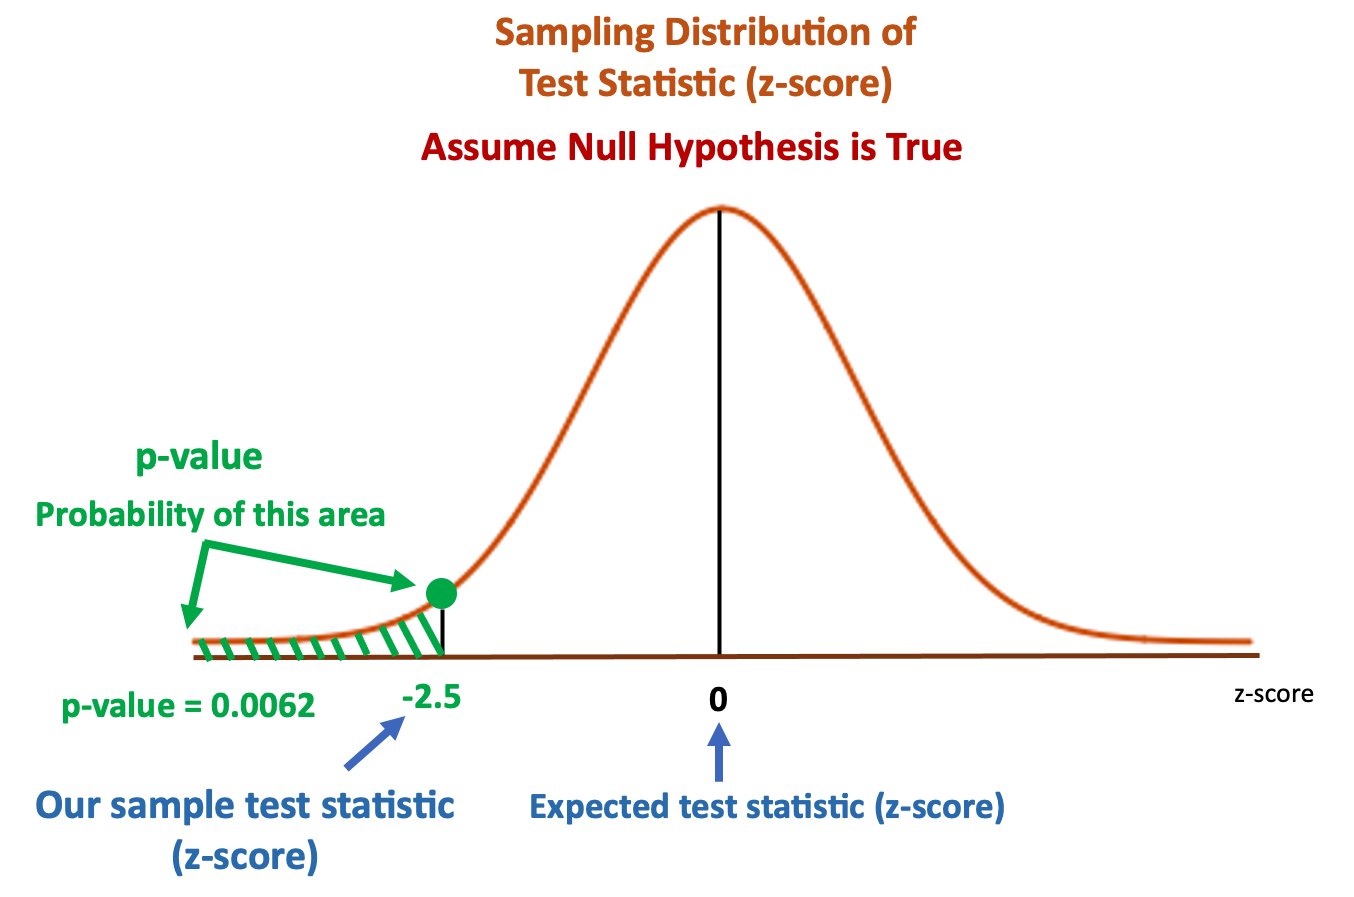 Sampling Distribution of
Test Statistic (z-score)
Assume Null Hypothesis is True
p-value
Probability of this area
p-value = 0.0062
-2.5
0
z-score
Our sample test statistic
(z-score)
Expected test statistic (z-score)